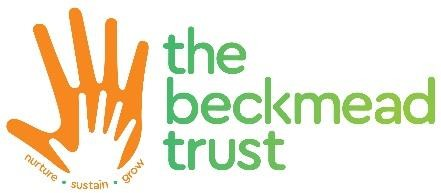 the
beckmead
trust
nurture • sustain • grow